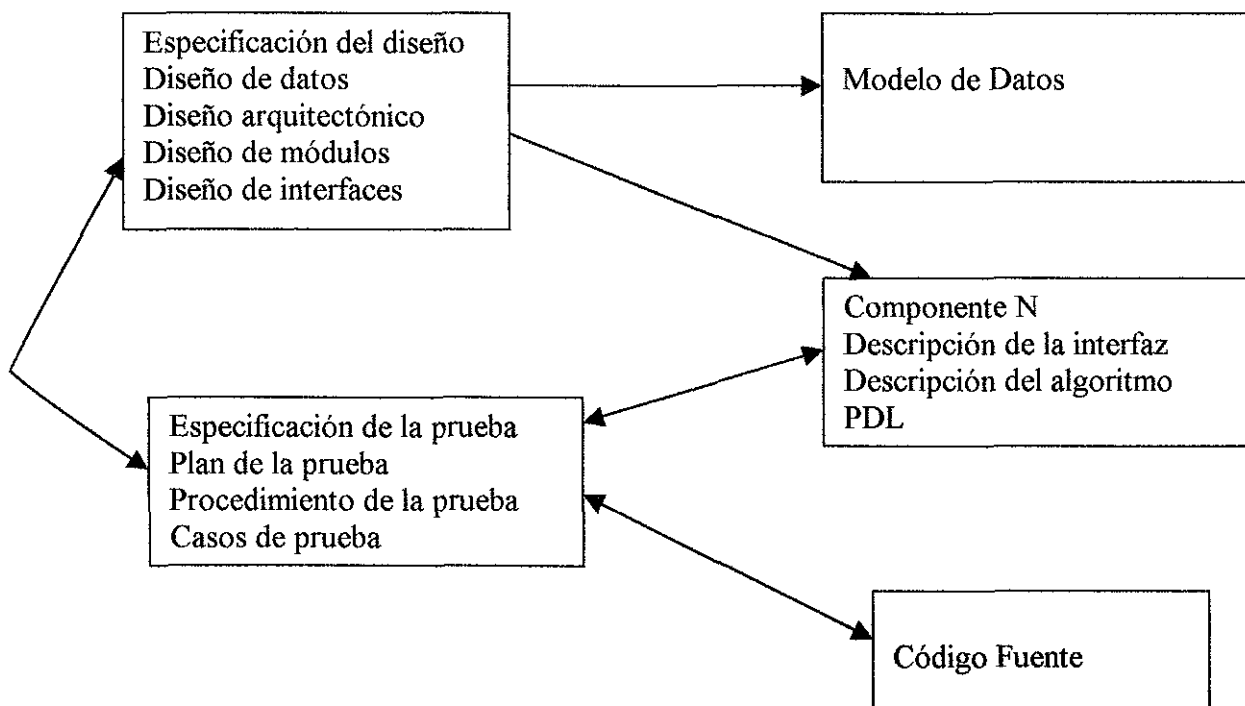 Especificación del diseño
Diseño de datos
Diseño arquitectónico
Diseño de módulos
Diseño de interfaces
Modelo de Datos
Componente N
Descripción de la interfaz
Descripción del algoritmo
PDL
Especificación de la prueba
Plan de la prueba
Procedimiento de la prueba
Casos de prueba
Código Fuente